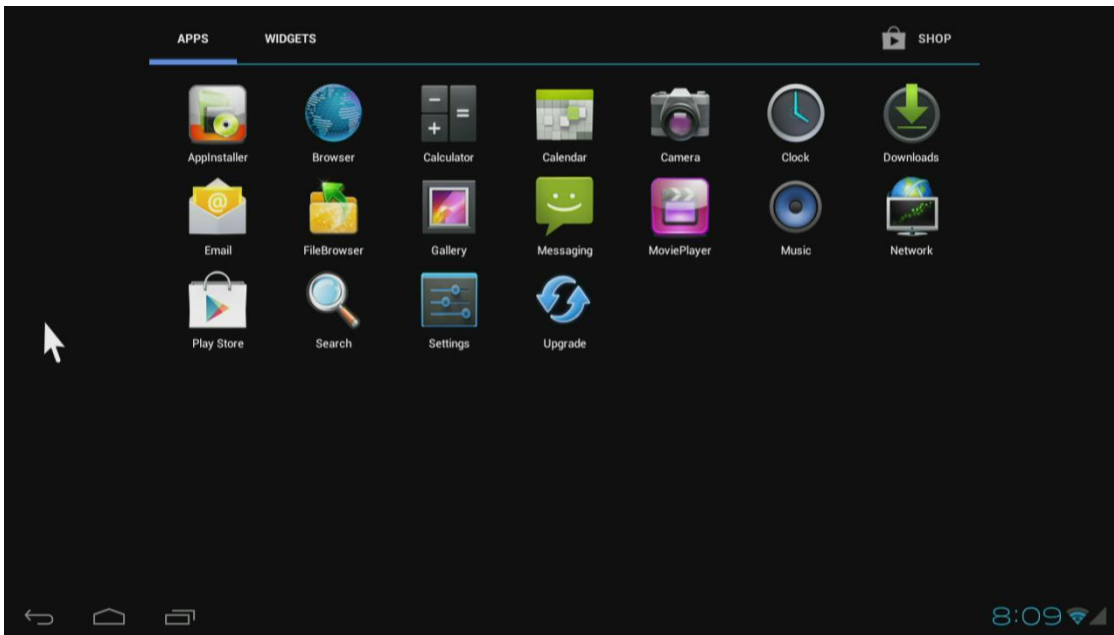 APPS WIDGETS SHOP
AppInstaller Browser Calculator Calendar Camera Clock Downloads
Email FileBrowser Gallery Messaging MoviePlayer Music Network
Play Store Search Settings Upgrade
8:09